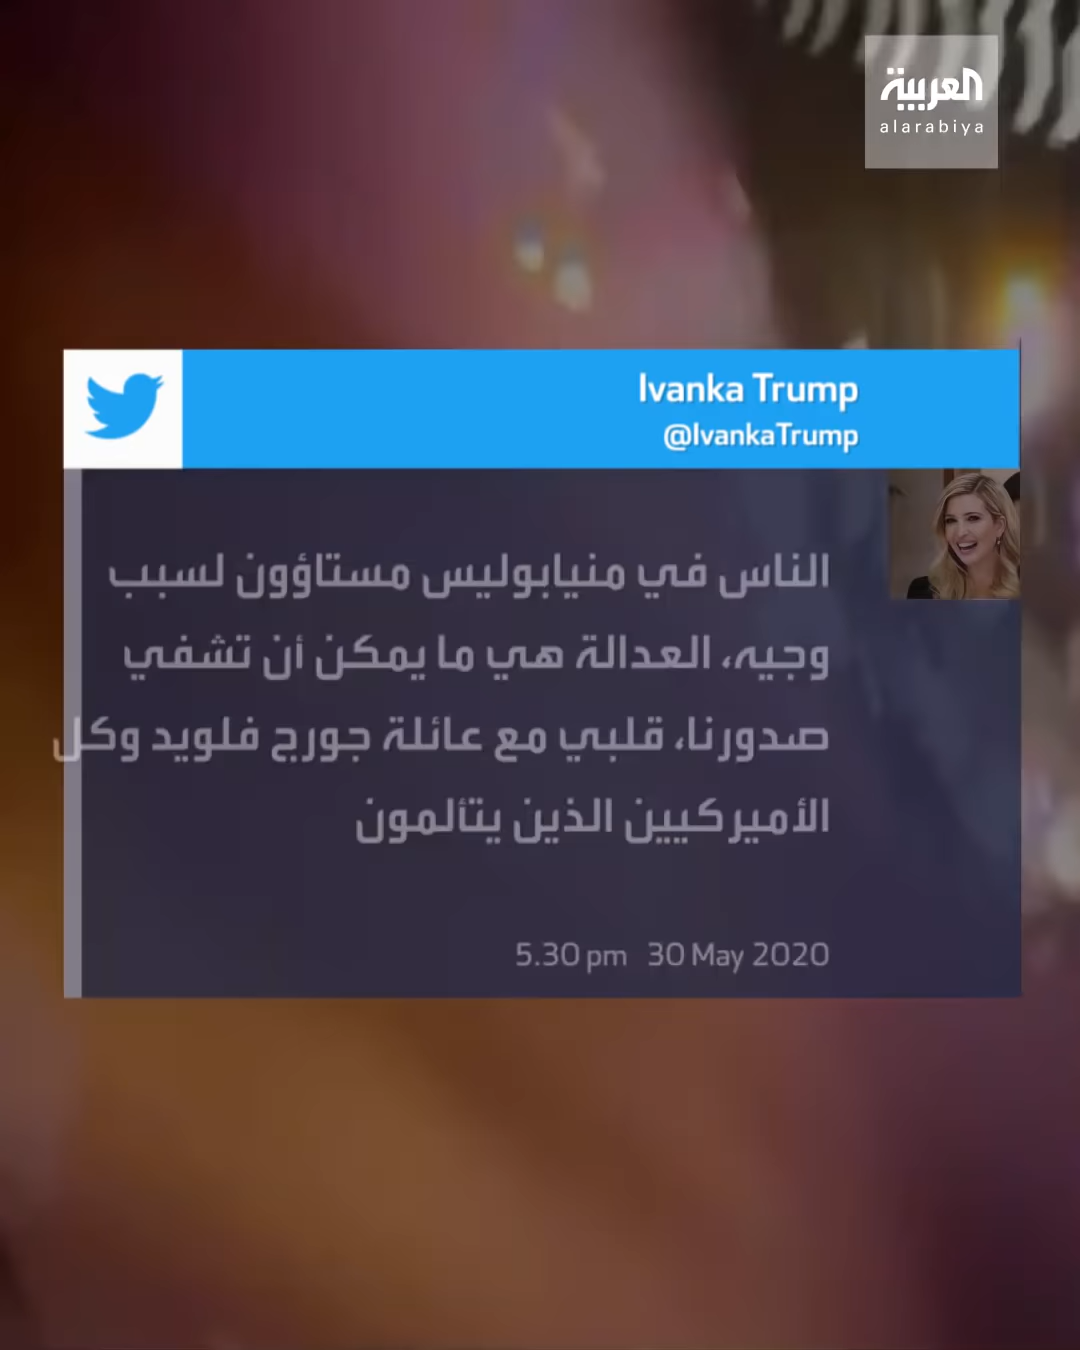 العربية
alarabiya
Ivanka Trump
@IvankaTrump
الناس في منيابوليس مستاؤون لسبب
وجيه، العدالة هي ما يمكن أن تشفي
صدورنا، قلبي مع عائلة جورج فلويد وكل
الأميركيين الذين يتألمون
5.30 pm 30 May 2020